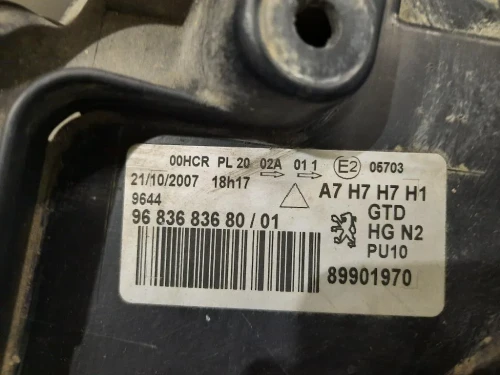 00HCR PL 20 02A 01 1 E2 05703
21/10/2007 18h17 A7 H7 H7 H1
9644 GTD
96 836 836 80 / 01 HG N2
PU10
89901970